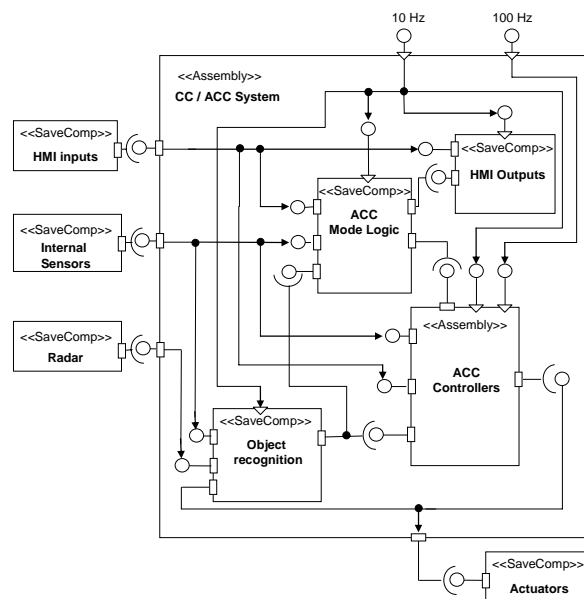 10 Hz
100 Hz
<<Assembly>>
CC / ACC System
<<SaveComp>>
HMI inputs
<<SaveComp>>
HMI Outputs
<<SaveComp>>
ACC
Mode Logic
<<SaveComp>>
Internal
Sensors
<<SaveComp>>
Radar
<<Assembly>>
ACC
Controllers
<<SaveComp>>
Object
recognition
<<SaveComp>>
Actuators